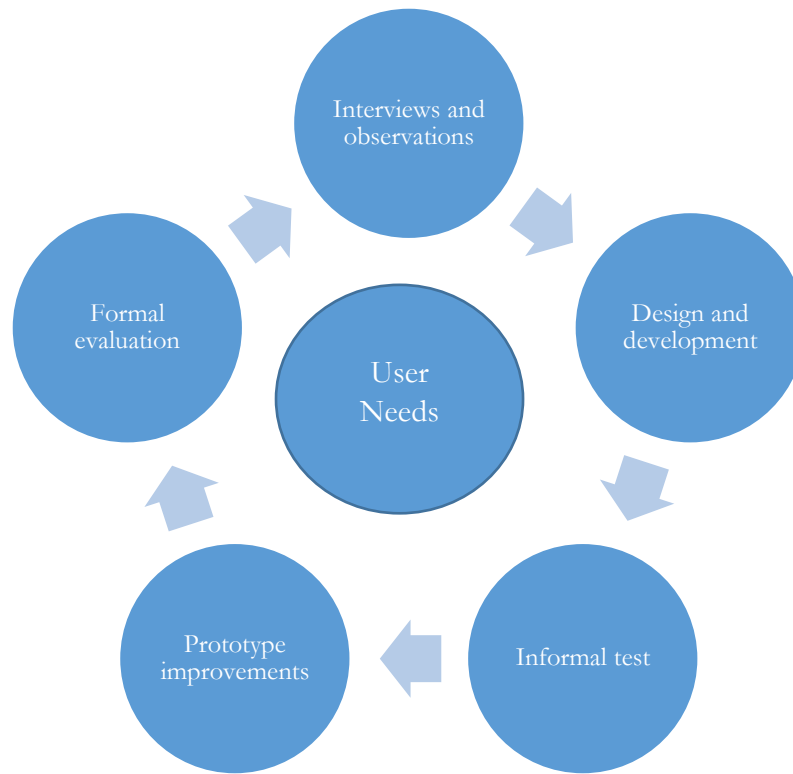 Interviews and
observations
Design and
development
Informal test
Prototype
improvements
Formal
evaluation
User
Needs